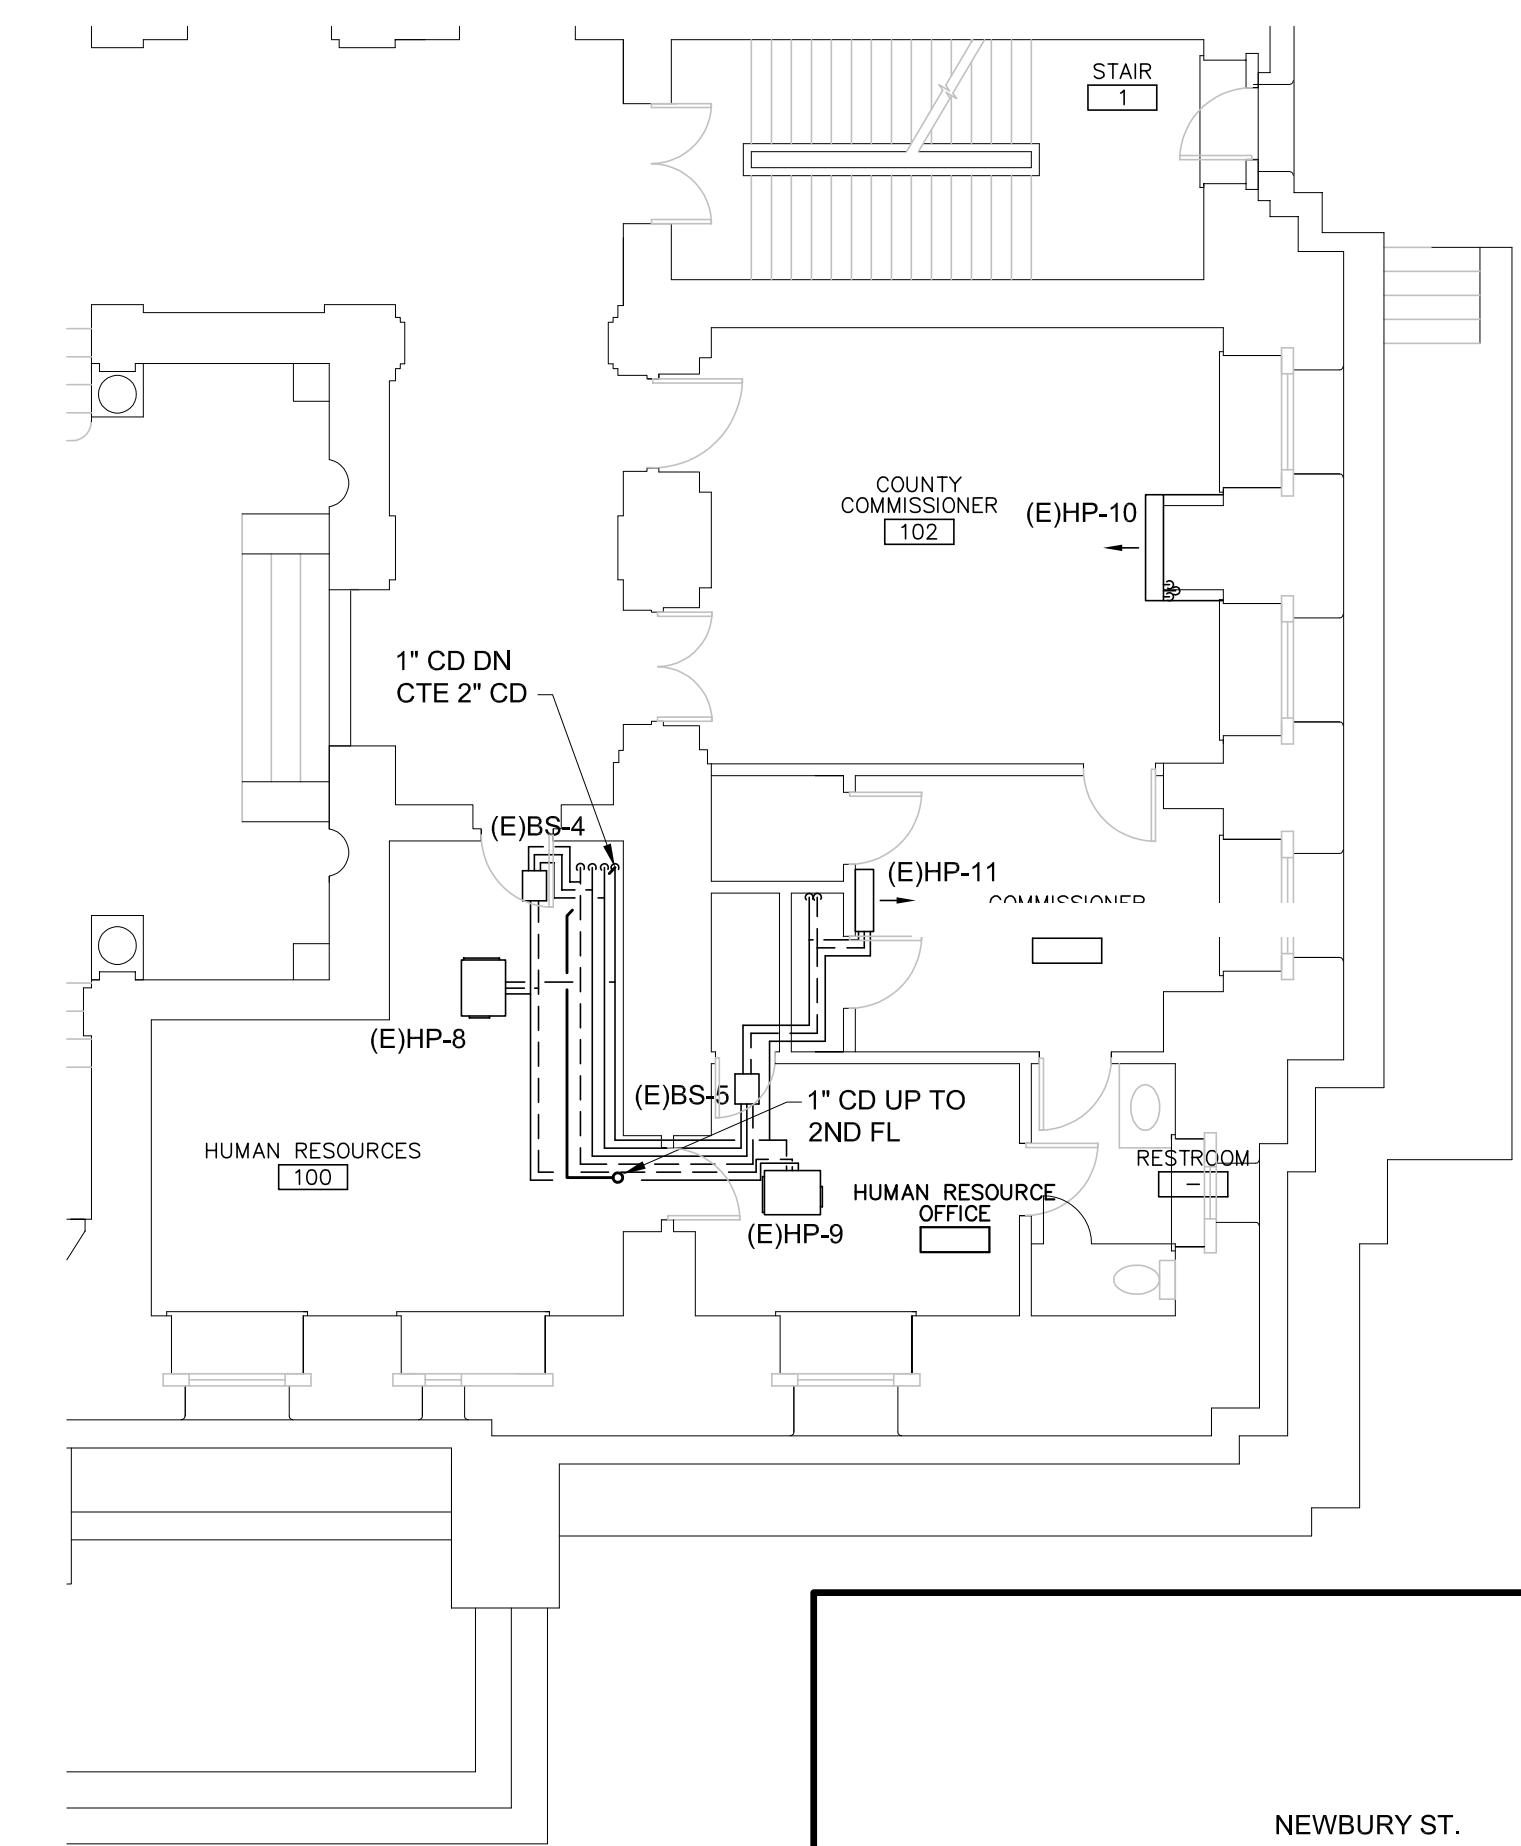 STAIR
1
COUNTY
COMMISSIONER
102
(E)HP-10
1" CD DN
CTE 2" CD
(E)BS-4
(E)HP-11
COMMISSIONER
(E)HP-8
(E)BS-5
1" CD UP TO
2ND FL
HUMAN RESOURCES
100
RESTROOM
-
HUMAN RESOURCE
OFFICE
(E)HP-9
NEWBURY ST.